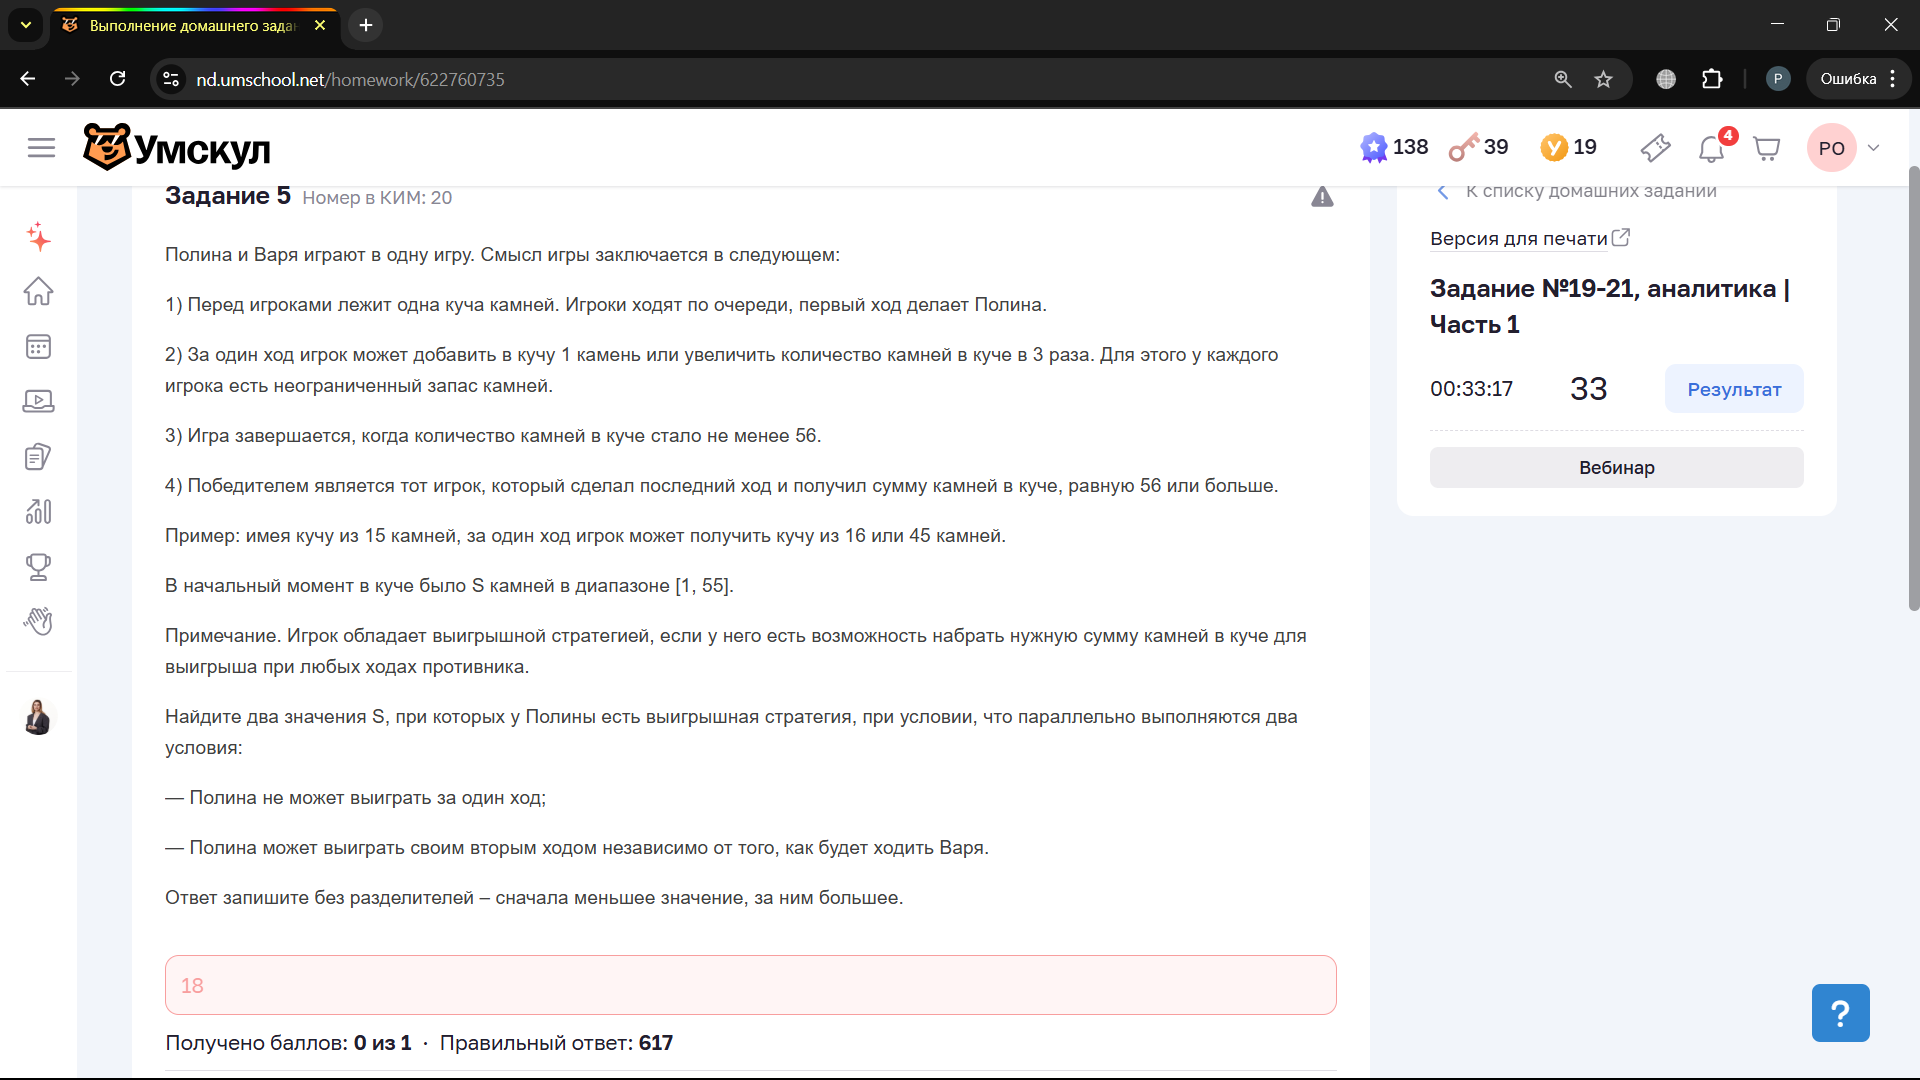 Выполнение домашнего зада
nd.umschool.net/homework/622760735
P
Ошибка
Умскул
138
39
19
4
PO
Задание 5 Номер в КИМ: 20
Полина и Варя играют в одну игру. Смысл игры заключается в следующем:
1) Перед игроками лежит одна куча камней. Игроки ходят по очереди, первый ход делает Полина.
2) За один ход игрок может добавить в кучу 1 камень или увеличить количество камней в куче в 3 раза. Для этого у каждого
игрока есть неограниченный запас камней.
3) Игра завершается, когда количество камней в куче стало не менее 56.
4) Победителем является тот игрок, который сделал последний ход и получил сумму камней в куче, равную 56 или больше.
Пример: имея кучу из 15 камней, за один ход игрок может получить кучу из 16 или 45 камней.
В начальный момент в куче было S камней в диапазоне [1, 55].
Примечание. Игрок обладает выигрышной стратегией, если у него есть возможность набрать нужную сумму камней в куче для
выигрыша при любых ходах противника.
Найдите два значения S, при которых у Полины есть выигрышная стратегия, при условии, что параллельно выполняются два
условия:
— Полина не может выиграть за один ход;
— Полина может выиграть своим вторым ходом независимо от того, как будет ходить Варя.
Ответ запишите без разделителей – сначала меньшее значение, за ним большее.
18
Получено баллов: 0 из 1 · Правильный ответ: 617
К списку домашних заданий
Версия для печати
Задание №19-21, аналитика |
Часть 1
00:33:17
33
Результат
Вебинар
?